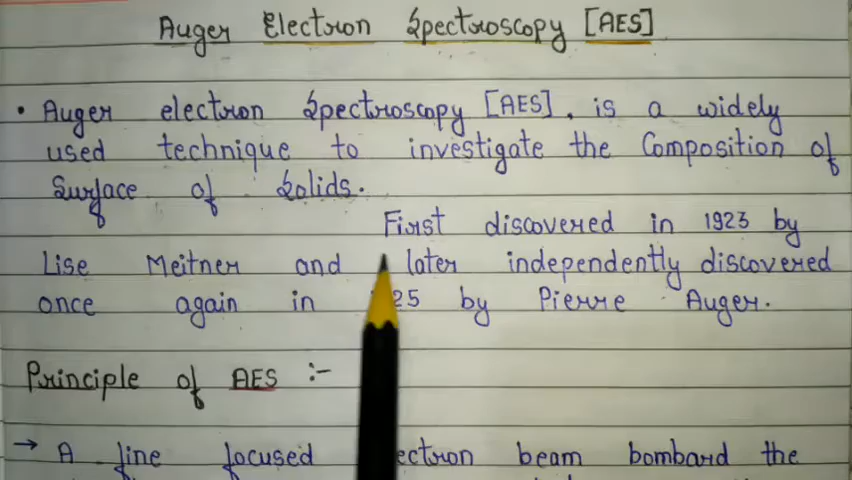 Auger Electron Spectroscopy [AES]
• Auger electron Spectroscopy [AES], is a widely
used technique to investigate the Composition of
Surface of Solids.
First discovered in 1923 by
Lise Meitner and later independently discovered
once again in 25 by Pierre Auger.
Principle of AES :-
→ A fine focused ectron beam bombard the